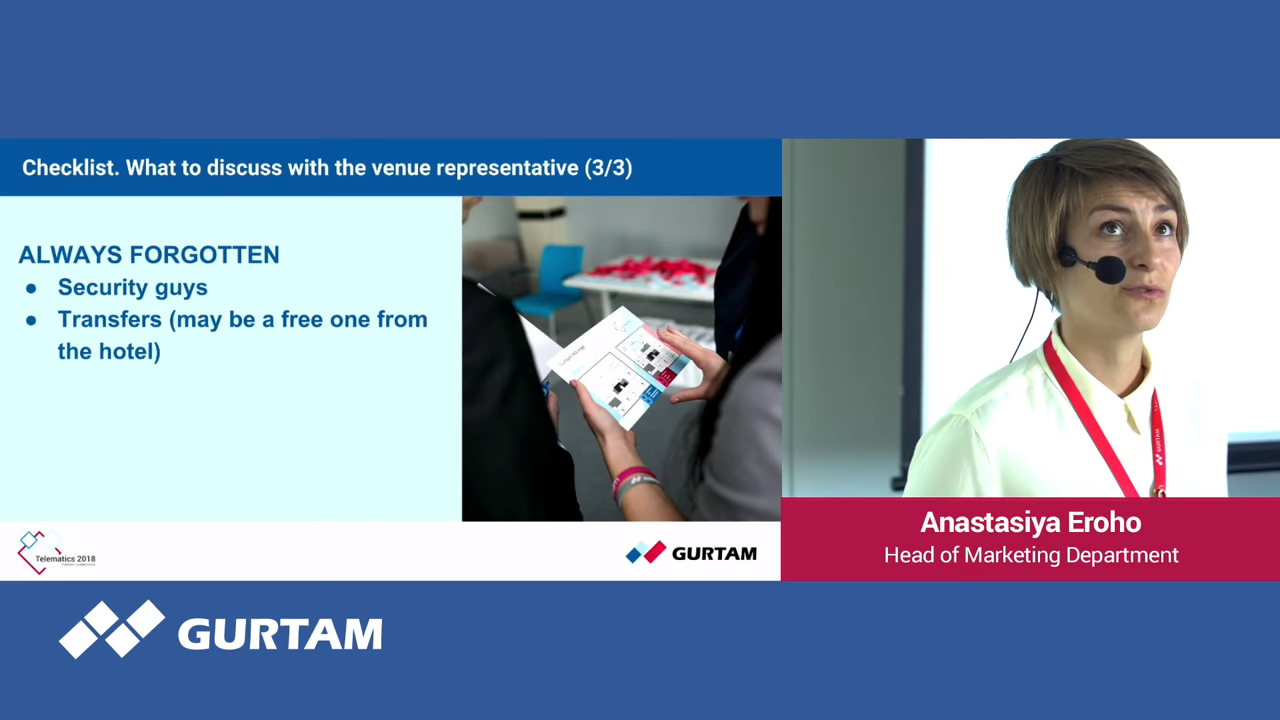 Checklist. What to discuss with the venue representative (3/3)
ALWAYS FORGOTTEN
● Security guys
● Transfers (may be a free one from
the hotel)
Telematics 2018
GURTAM
GURTAM
Anastasiya Eroho
Head of Marketing Department
GURTAM